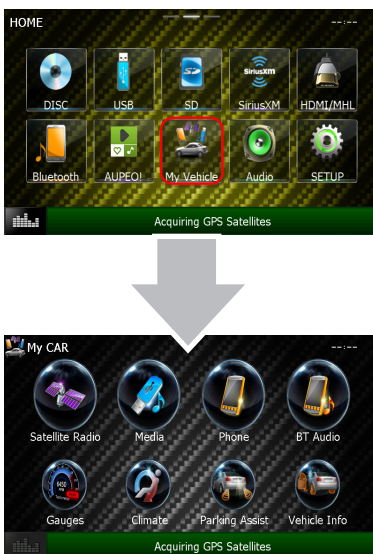 HOME --:--
DISC USB SD SiriusXM HDMI/MHL
Bluetooth AUPEO! My Vehicle Audio SETUP
Acquiring GPS Satellites
My CAR --:--
Satellite Radio Media Phone BT Audio
Gauges Climate Parking Assist Vehicle Info
Acquiring GPS Satellites